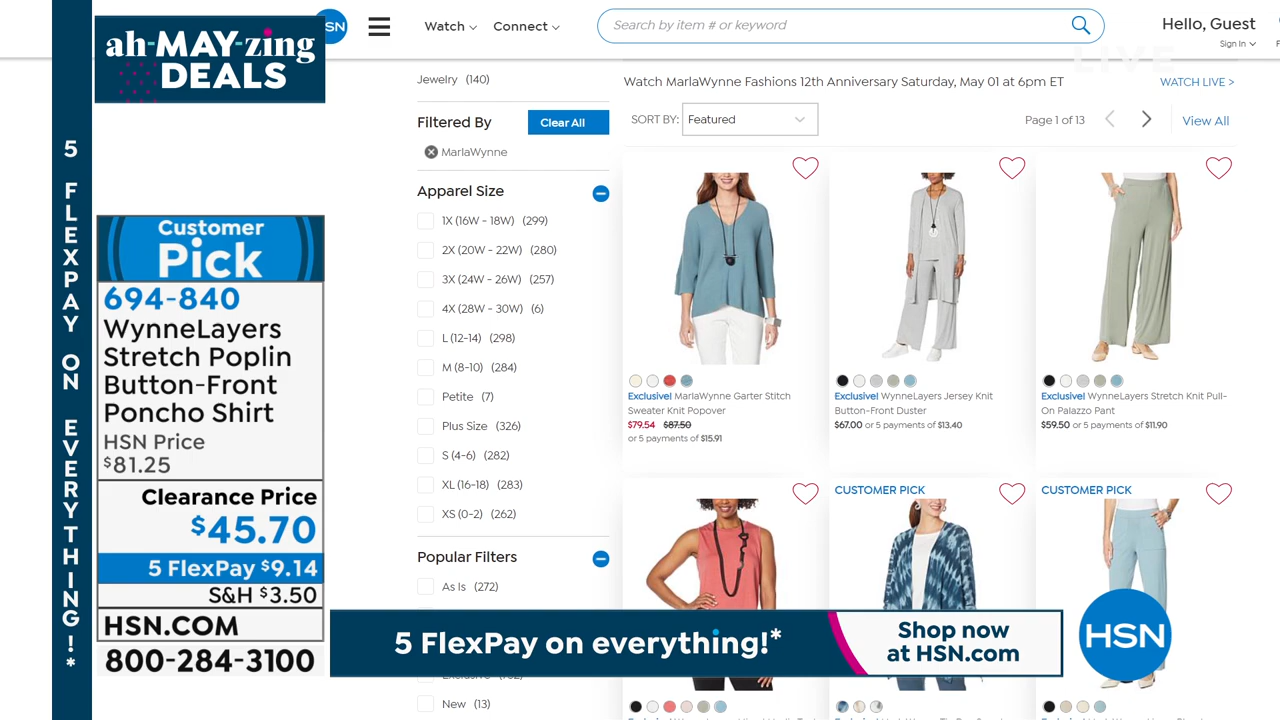 ah-MAY-zing
DEALS
SN
Watch
Connect
Search by item # or keyword
Hello, Guest
Sign In
LIVE
5 FLEXPAY ON EVERYTHING!*
Customer
Pick
694-840
WynneLayers
Stretch Poplin
Button-Front
Poncho Shirt
HSN Price
$81.25
Clearance Price
$45.70
5 FlexPay $9.14
S&H $3.50
HSN.COM
800-284-3100
Jewelry (140)
Filtered By
Clear All
MarlaWynne
Apparel Size
1X (16W - 18W) (299)
2X (20W - 22W) (280)
3X (24W - 26W) (257)
4X (28W - 30W) (6)
L (12-14) (298)
M (8-10) (284)
Petite (7)
Plus Size (326)
S (4-6) (282)
XL (16-18) (283)
XS (0-2) (262)
Popular Filters
As Is (272)
New (13)
Watch MarlaWynne Fashions 12th Anniversary Saturday, May 01 at 6pm ET
WATCH LIVE >
SORT BY: Featured
Page 1 of 13
View All
Exclusive! MarlaWynne Garter Stitch
Sweater Knit Popover
$79.54 $87.50
or 5 payments of $15.91
Exclusive! WynneLayers Jersey Knit
Button-Front Duster
$67.00 or 5 payments of $13.40
Exclusive! WynneLayers Stretch Knit Pull-
On Palazzo Pant
$59.50 or 5 payments of $11.90
CUSTOMER PICK
CUSTOMER PICK
5 FlexPay on everything!*
Shop now
at HSN.com
HSN